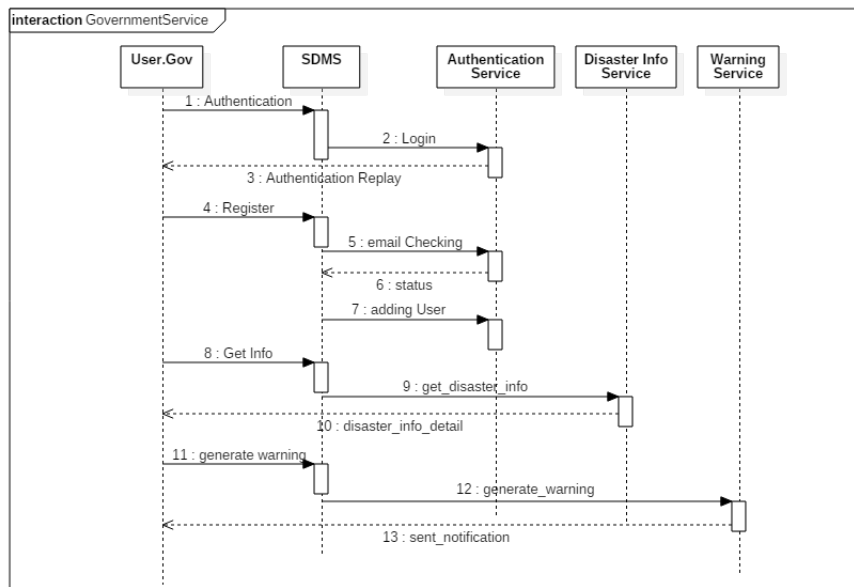 interaction GovernmentService
User.Gov
SDMS
Authentication
Service
Disaster Info
Service
Warning
Service
1 : Authentication
2 : Login
3 : Authentication Replay
4 : Register
5 : email Checking
6 : status
7 : adding User
8 : Get Info
9 : get_disaster_info
10 : disaster_info_detail
11 : generate warning
12 : generate_warning
13 : sent_notification